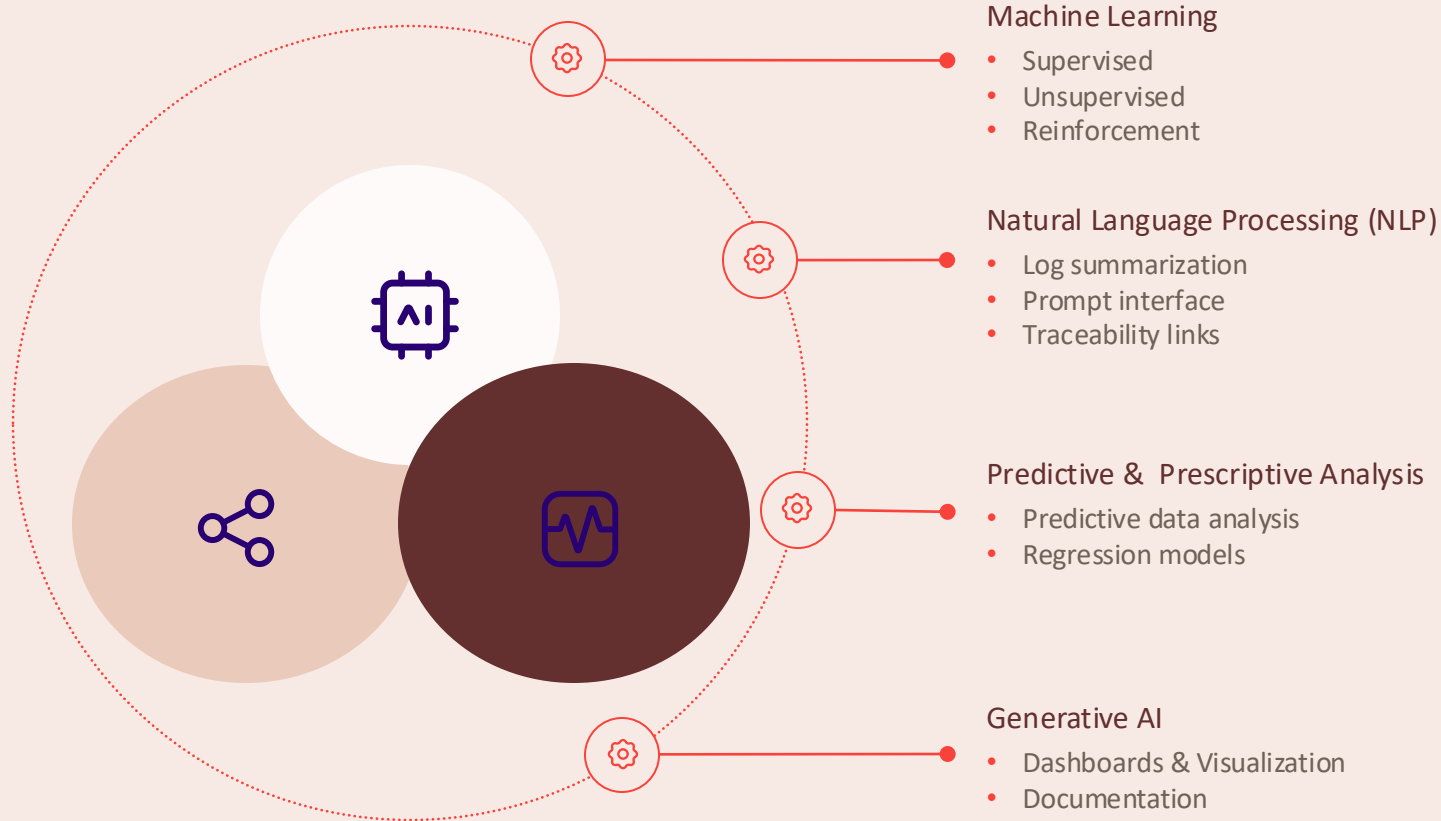 Machine Learning
• Supervised
• Unsupervised
• Reinforcement
Natural Language Processing (NLP)
• Log summarization
• Prompt interface
• Traceability links
AI
Predictive & Prescriptive Analysis
• Predictive data analysis
• Regression models
Generative AI
• Dashboards & Visualization
• Documentation